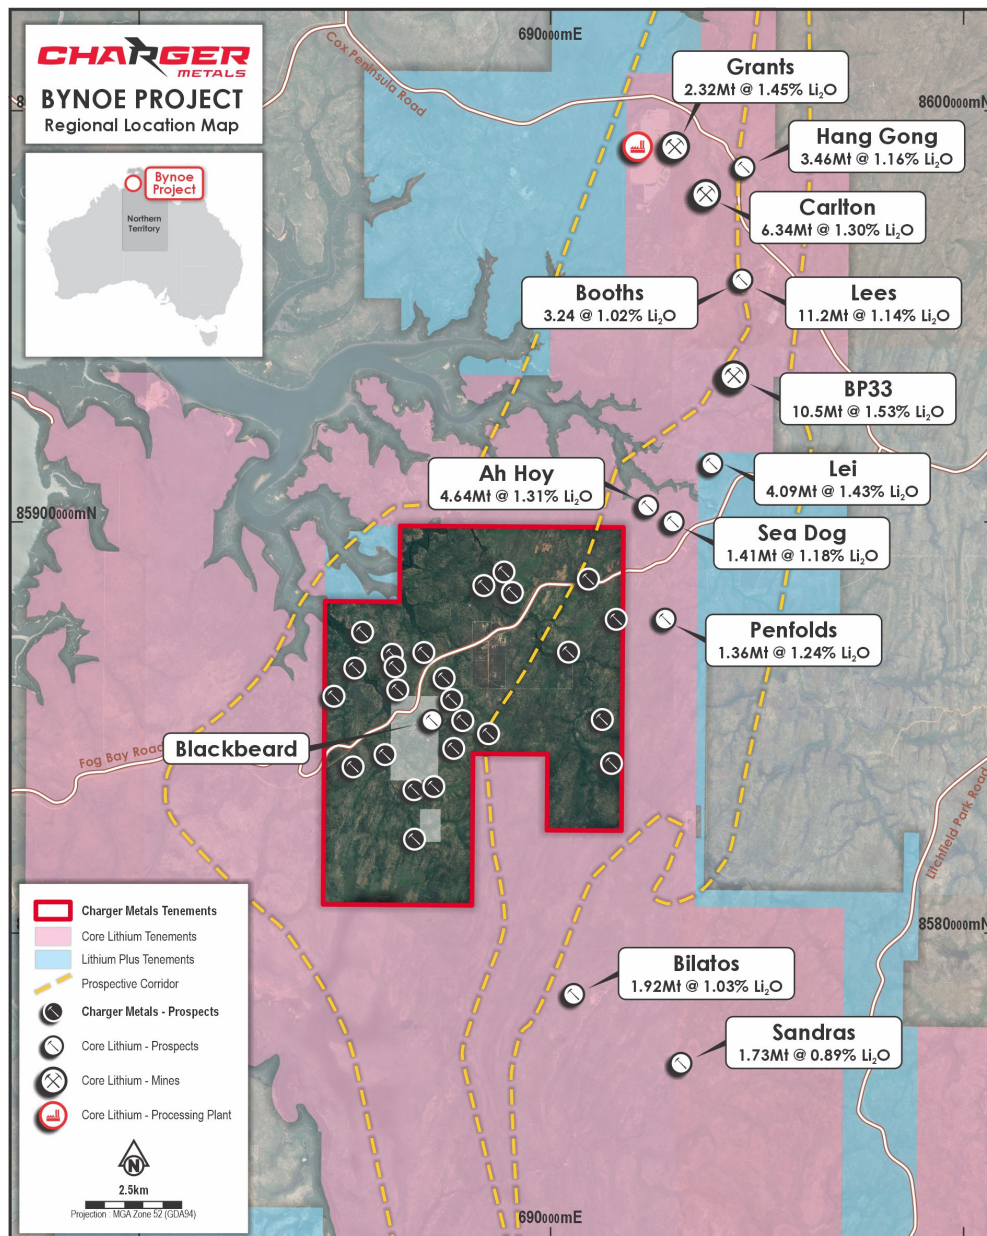 CHARGER
METALS
BYNOE PROJECT
Regional Location Map
Bynoe
Project
Northern
Territory
690000mE
Cox Peninsula Road
8600000mN
Grants
2.32Mt @ 1.45% Li2O
Hang Gong
3.46Mt @ 1.16% Li2O
Carlton
6.34Mt @ 1.30% Li2O
Booths
3.24 @ 1.02% Li2O
Lees
11.2Mt @ 1.14% Li2O
BP33
10.5Mt @ 1.53% Li2O
Ah Hoy
4.64Mt @ 1.31% Li2O
Lei
4.09Mt @ 1.43% Li2O
85900000mN
Sea Dog
1.41Mt @ 1.18% Li2O
Penfolds
1.36Mt @ 1.24% Li2O
Blackbeard
Fog Bay Road
Litchfield Park Road
8580000mN
Bilatos
1.92Mt @ 1.03% Li2O
Sandras
1.73Mt @ 0.89% Li2O
Charger Metals Tenements
Core Lithium Tenements
Lithium Plus Tenements
Prospective Corridor
Charger Metals - Prospects
Core Lithium - Prospects
Core Lithium - Mines
Core Lithium - Processing Plant
N
2.5km
Projection : MGA Zone 52 (GDA94)
690000mE